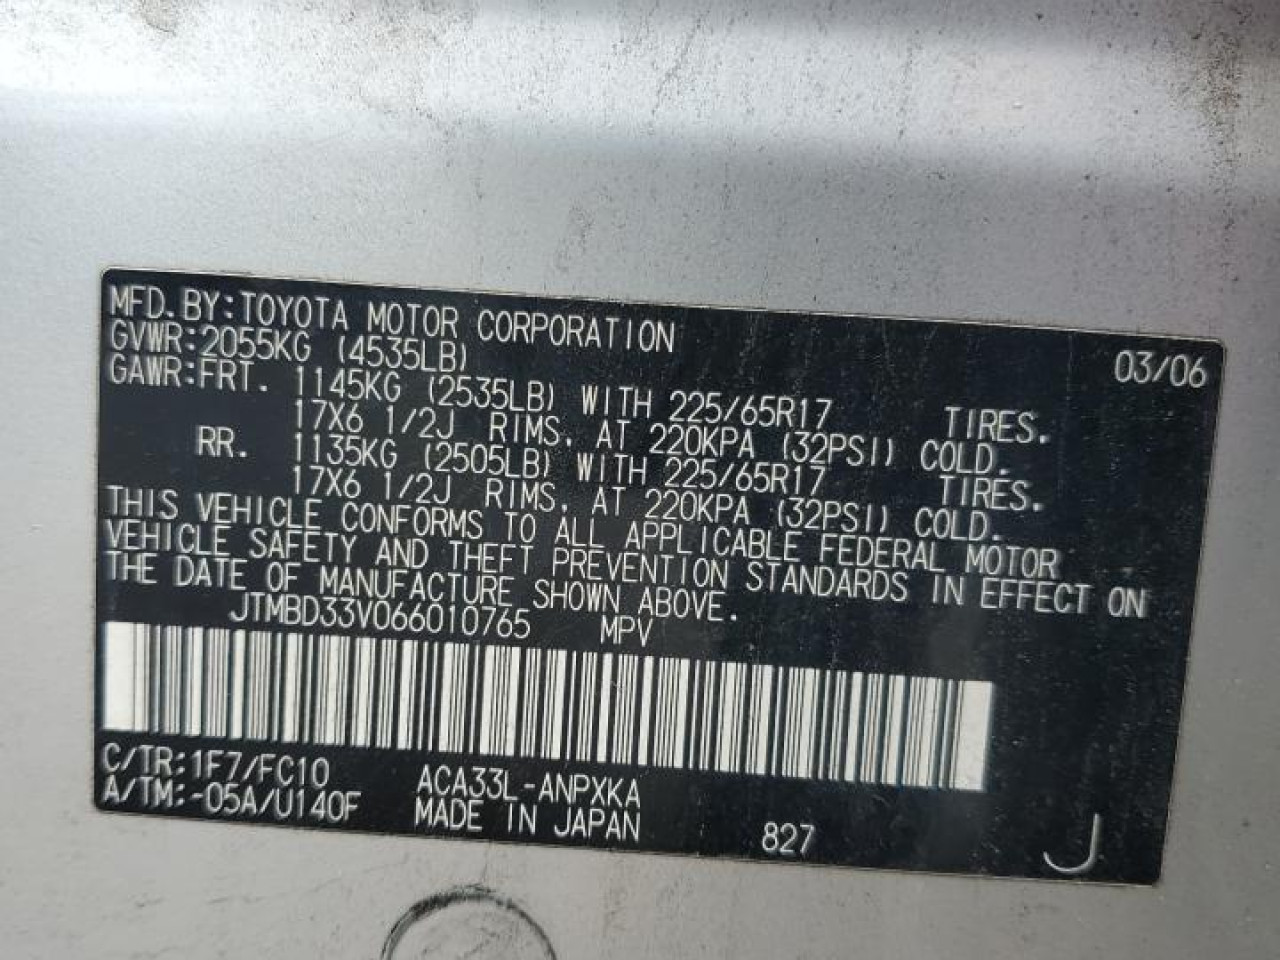 MFD. BY: TOYOTA MOTOR CORPORATION 03/06
GVWR: 2055KG (4535LB)
GAWR: FRT. 1145KG (2535LB) WITH 225/65R17 TIRES.
17X6 1/2J RIMS. AT 220KPA (32PSI) COLD.
RR. 1135KG (2505LB) WITH 225/65R17 TIRES.
17X6 1/2J RIMS. AT 220KPA (32PSI) COLD.
THIS VEHICLE CONFORMS TO ALL APPLICABLE FEDERAL MOTOR
VEHICLE SAFETY AND THEFT PREVENTION STANDARDS IN EFFECT ON
THE DATE OF MANUFACTURE SHOWN ABOVE.
JTMBD33V066010765 MPV
C/TR: 1F7/FC10 ACA33L-ANPXKA
A/TM: -05A/U140F MADE IN JAPAN 827 J